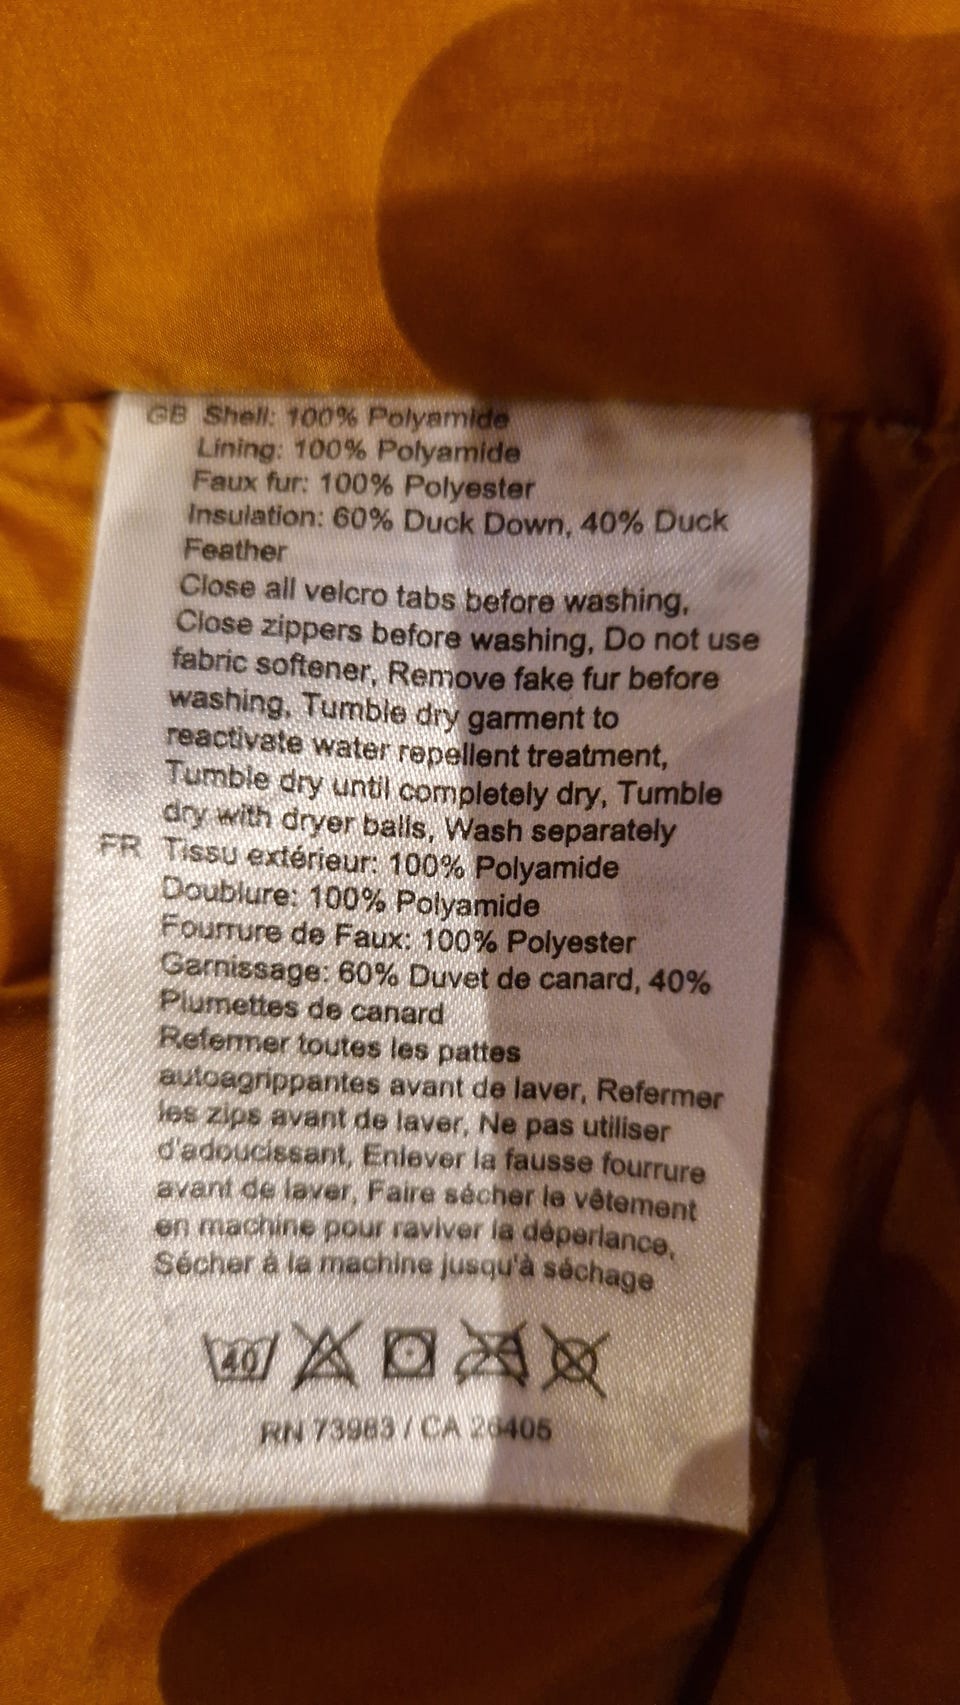 GB Shell: 100% Polyamide
Lining: 100% Polyamide
Faux fur: 100% Polyester
Insulation: 60% Duck Down, 40% Duck
Feather
Close all velcro tabs before washing,
Close zippers before washing, Do not use
fabric softener, Remove fake fur before
washing, Tumble dry garment to
reactivate water repellent treatment,
Tumble dry until completely dry, Tumble
dry with dryer balls, Wash separately
FR Tissu extérieur: 100% Polyamide
Doublure: 100% Polyamide
Fourrure de Faux: 100% Polyester
Garnissage: 60% Duvet de canard, 40%
Plumettes de canard
Refermer toutes les pattes
autoagrippantes avant de laver, Refermer
les zips avant de laver, Ne pas utiliser
d'adoucissant, Enlever la fausse fourrure
avant de laver, Faire sécher le vêtement
en machine pour raviver la déperlance,
Sécher à la machine jusqu'à séchage
40
RN 73983 / CA 26405